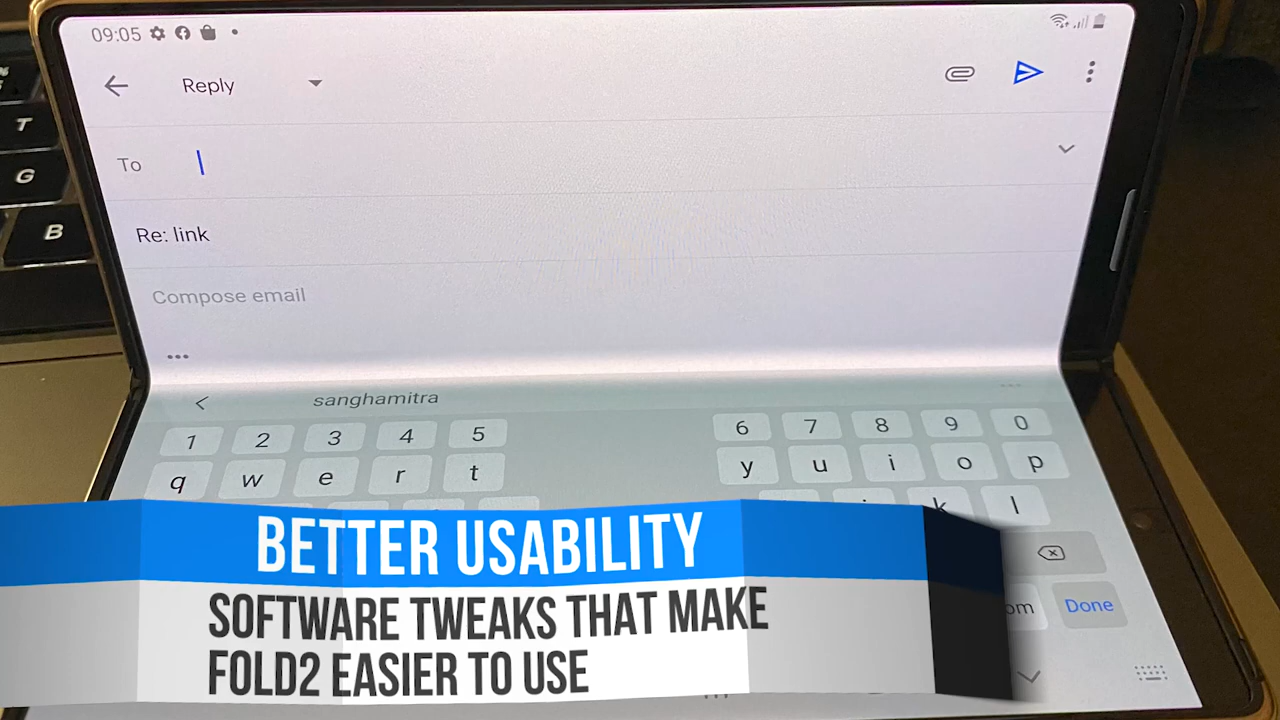 09:05
Reply
To
Re: link
Compose email
sanghamitra
1 2 3 4 5 6 7 8 9 0
q w e r t y u i o p
T
G
B
k l
om Done
BETTER USABILITY
SOFTWARE TWEAKS THAT MAKE
FOLD2 EASIER TO USE